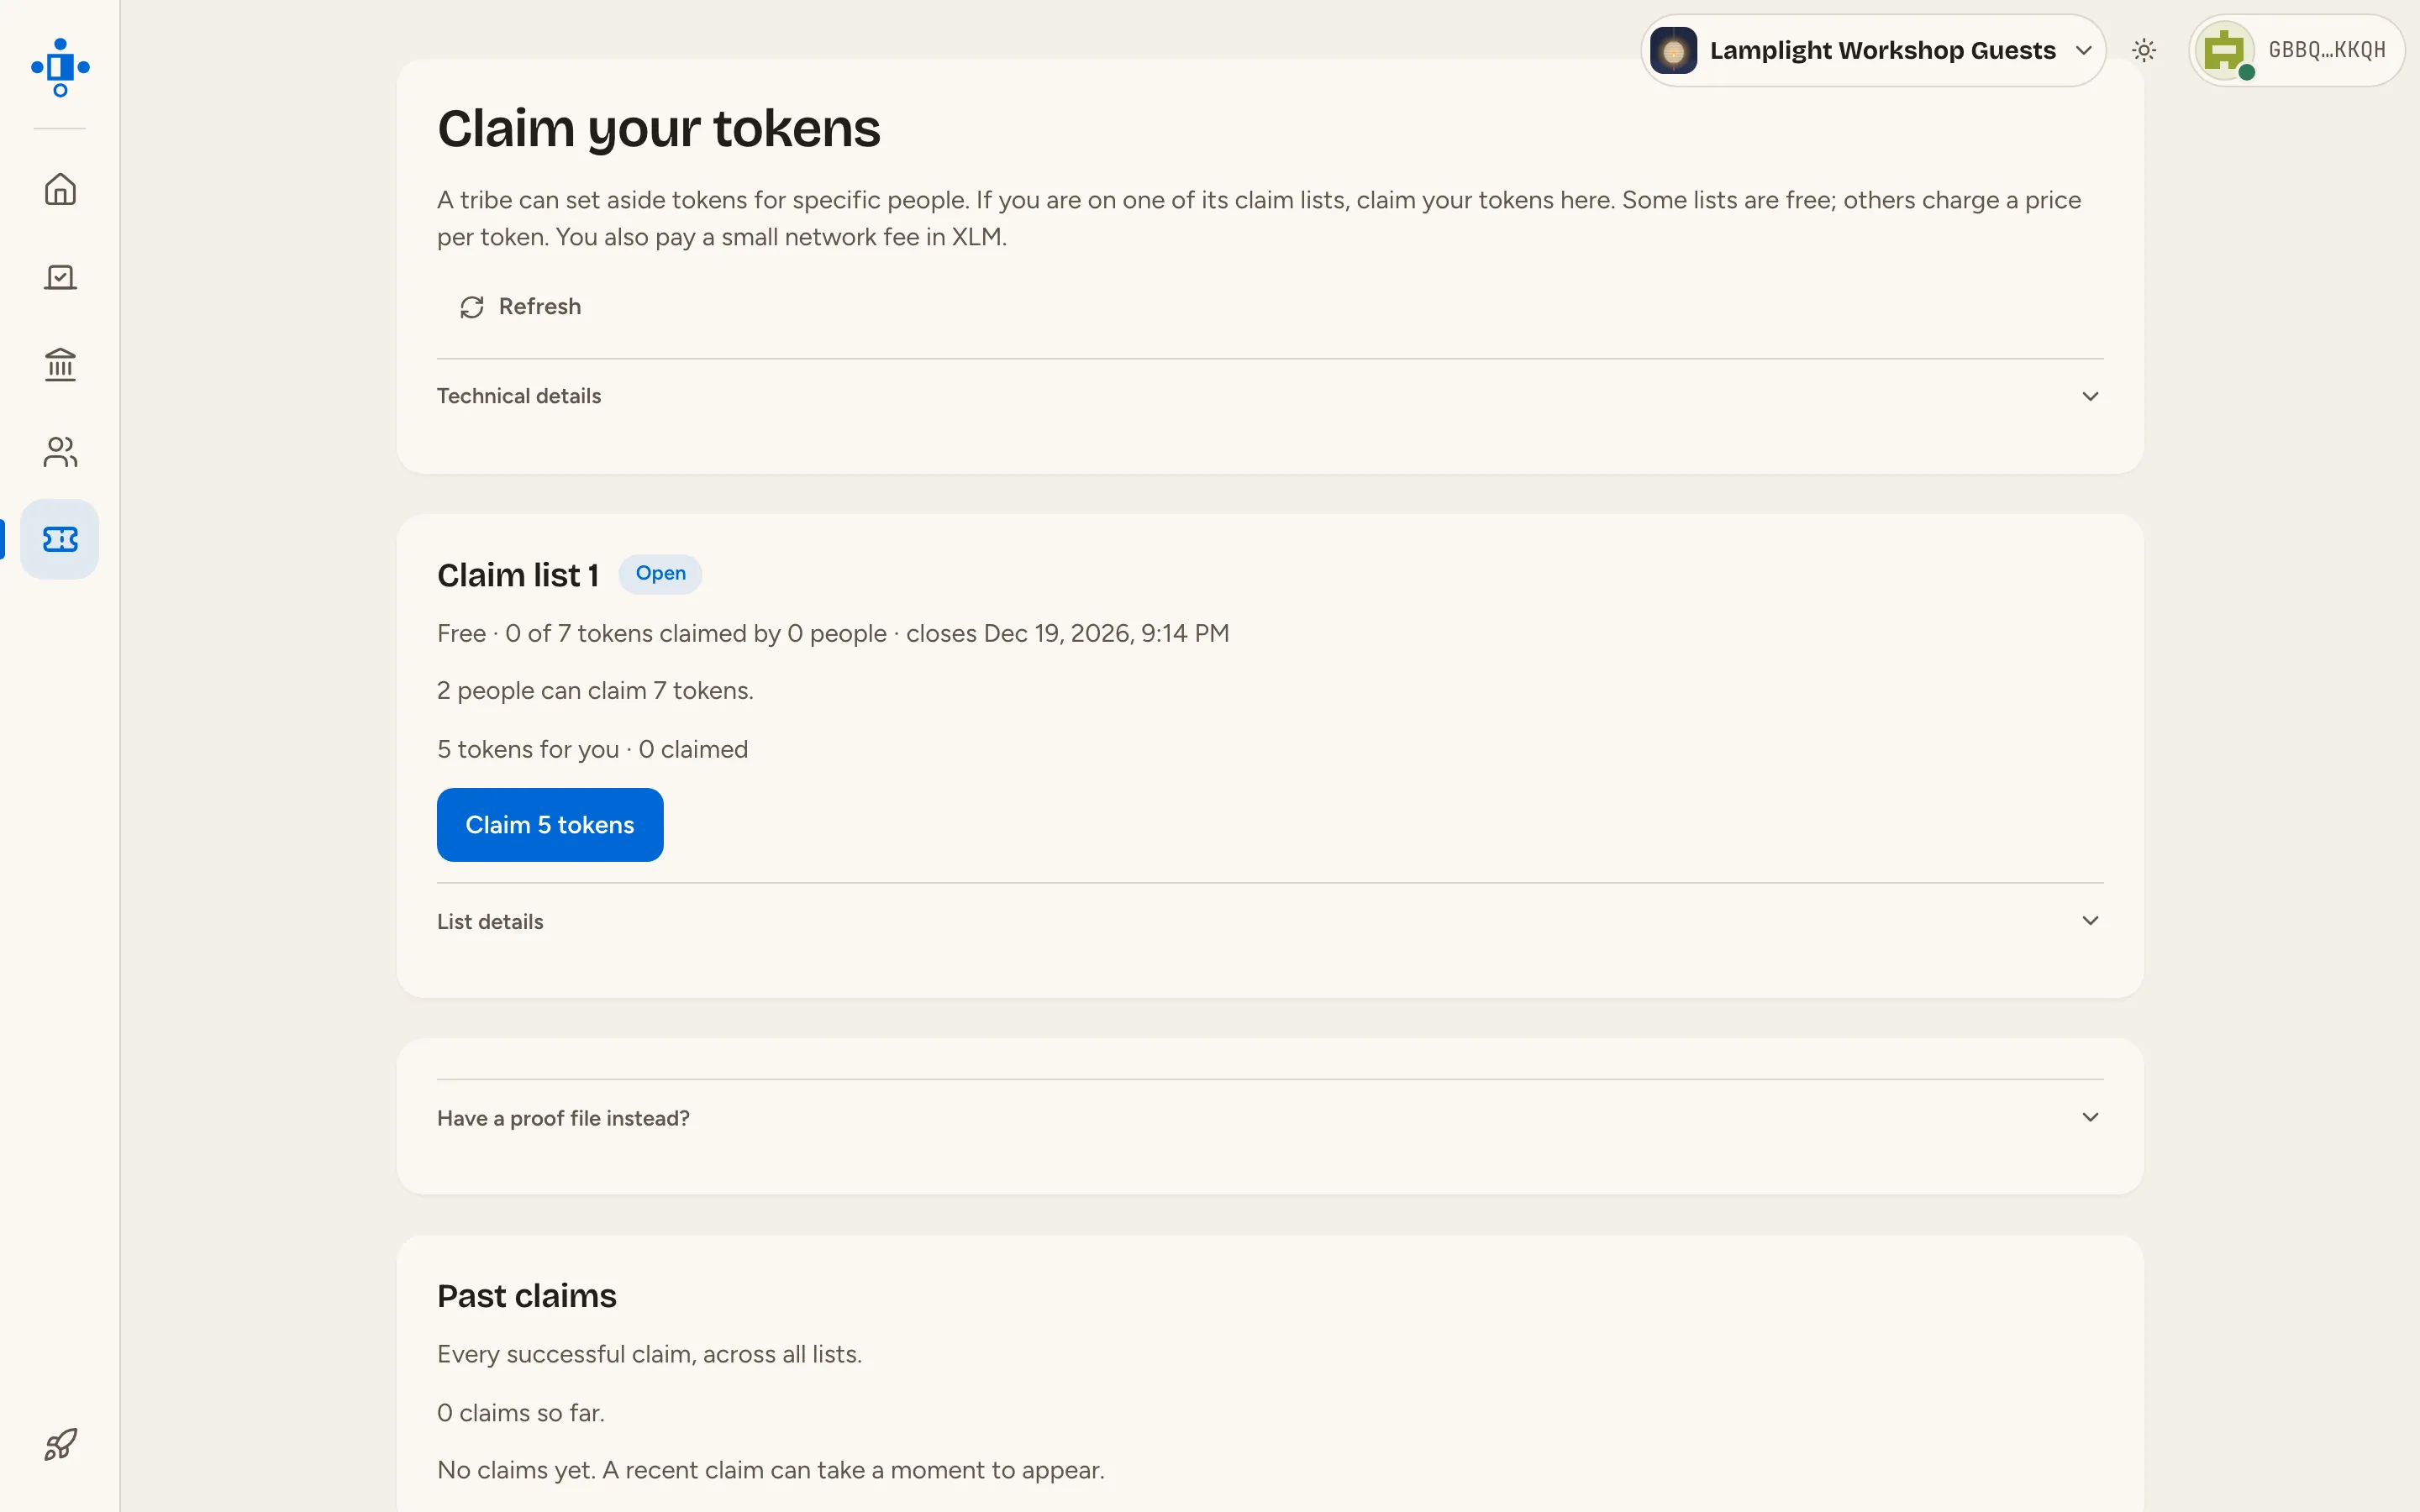 Lamplight Workshop Guests
GBBQ...KKQH
Claim your tokens
A tribe can set aside tokens for specific people. If you are on one of its claim lists, claim your tokens here. Some lists are free; others charge a price
per token. You also pay a small network fee in XLM.
Refresh
Technical details
Claim list 1 Open
Free · 0 of 7 tokens claimed by 0 people · closes Dec 19, 2026, 9:14 PM
2 people can claim 7 tokens.
5 tokens for you · 0 claimed
Claim 5 tokens
List details
Have a proof file instead?
Past claims
Every successful claim, across all lists.
0 claims so far.
No claims yet. A recent claim can take a moment to appear.